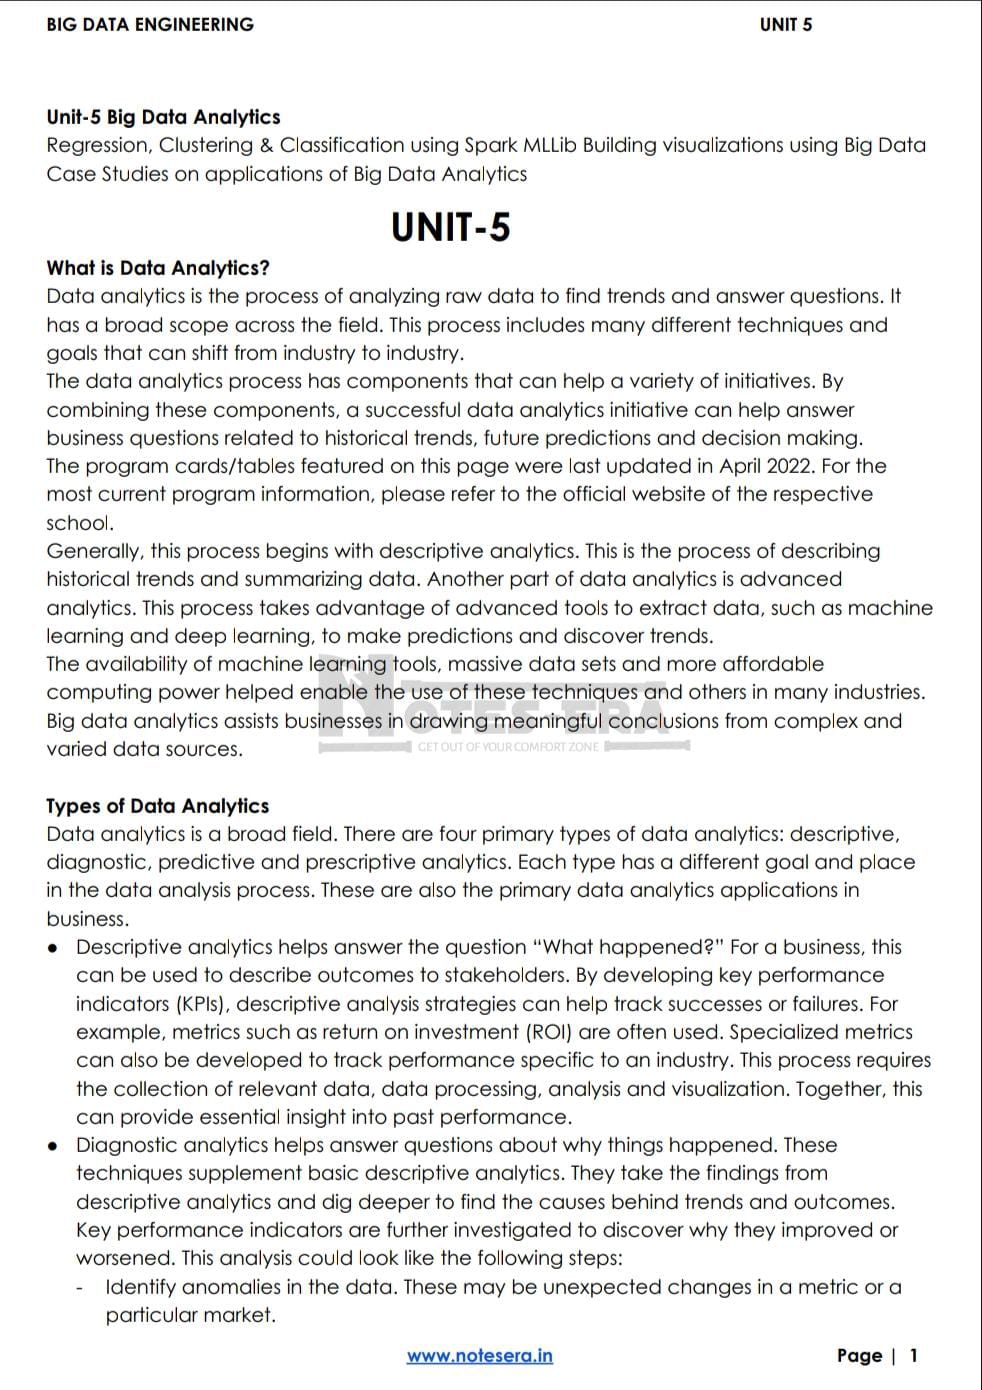 BIG DATA ENGINEERING UNIT 5
Unit-5 Big Data Analytics
Regression, Clustering & Classification using Spark MLLib Building visualizations using Big Data
Case Studies on applications of Big Data Analytics
UNIT-5
What is Data Analytics?
Data analytics is the process of analyzing raw data to find trends and answer questions. It
has a broad scope across the field. This process includes many different techniques and
goals that can shift from industry to industry.
The data analytics process has components that can help a variety of initiatives. By
combining these components, a successful data analytics initiative can help answer
business questions related to historical trends, future predictions and decision making.
The program cards/tables featured on this page were last updated in April 2022. For the
most current program information, please refer to the official website of the respective
school.
Generally, this process begins with descriptive analytics. This is the process of describing
historical trends and summarizing data. Another part of data analytics is advanced
analytics. This process takes advantage of advanced tools to extract data, such as machine
learning and deep learning, to make predictions and discover trends.
The availability of machine learning tools, massive data sets and more affordable
computing power helped enable the use of these techniques and others in many industries.
Big data analytics assists businesses in drawing meaningful conclusions from complex and
varied data sources.
NOTES ERA
GET OUT OF YOUR COMFORT ZONE
Types of Data Analytics
Data analytics is a broad field. There are four primary types of data analytics: descriptive,
diagnostic, predictive and prescriptive analytics. Each type has a different goal and place
in the data analysis process. These are also the primary data analytics applications in
business.
● Descriptive analytics helps answer the question “What happened?” For a business, this
can be used to describe outcomes to stakeholders. By developing key performance
indicators (KPIs), descriptive analysis strategies can help track successes or failures. For
example, metrics such as return on investment (ROI) are often used. Specialized metrics
can also be developed to track performance specific to an industry. This process requires
the collection of relevant data, data processing, analysis and visualization. Together, this
can provide essential insight into past performance.
● Diagnostic analytics helps answer questions about why things happened. These
techniques supplement basic descriptive analytics. They take the findings from
descriptive analytics and dig deeper to find the causes behind trends and outcomes.
Key performance indicators are further investigated to discover why they improved or
worsened. This analysis could look like the following steps:
- Identify anomalies in the data. These may be unexpected changes in a metric or a
particular market.
www.notesera.in Page | 1